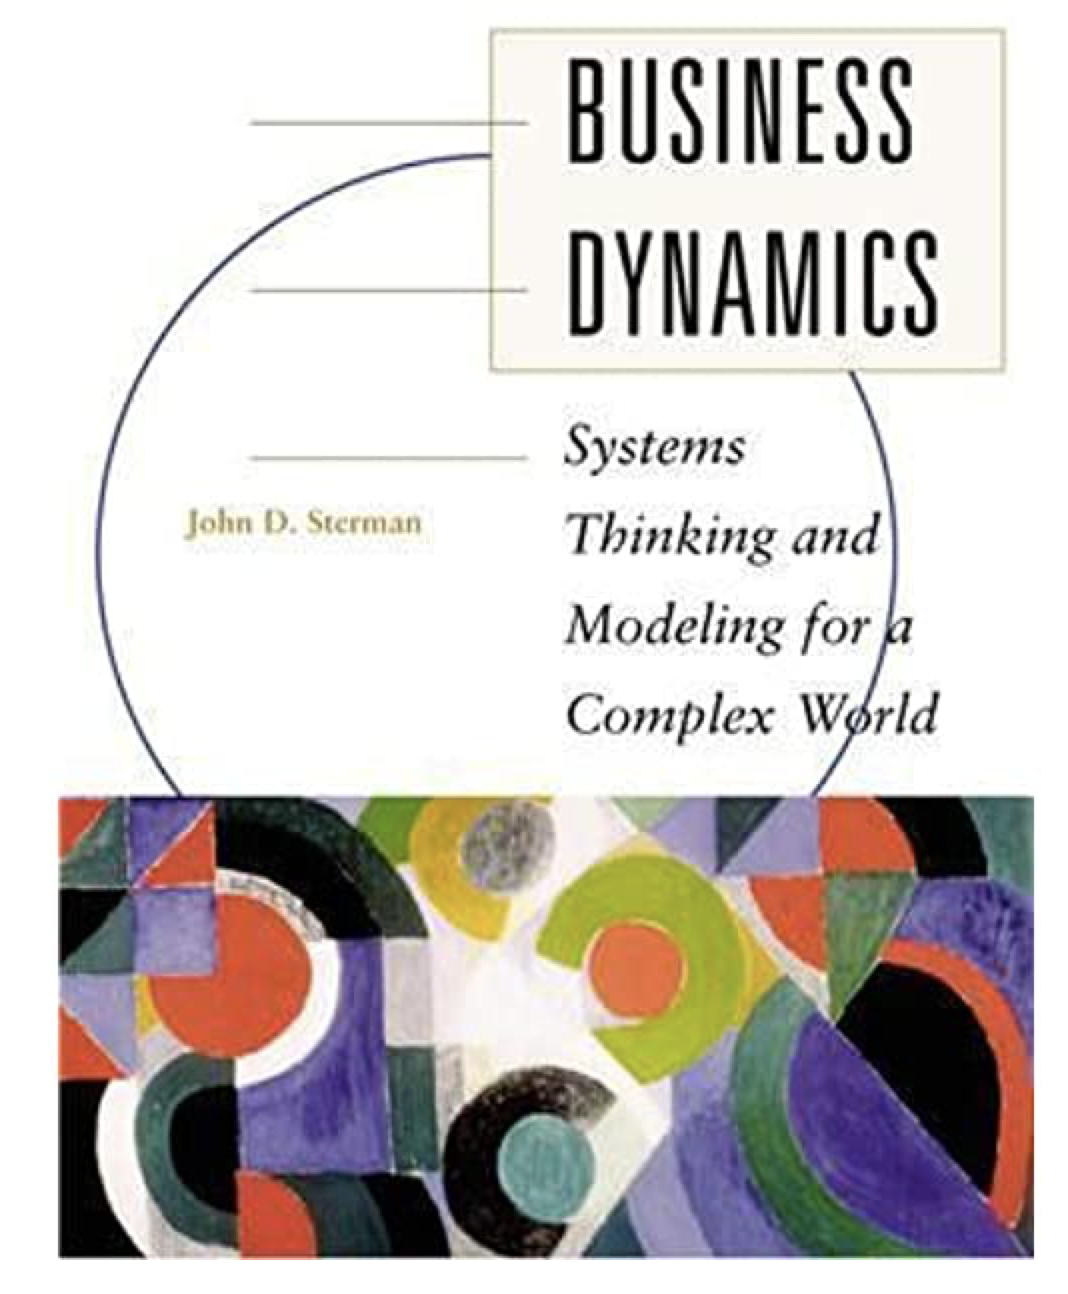 BUSINESS
DYNAMICS
Systems
Thinking and
Modeling for a
Complex World
John D. Sterman